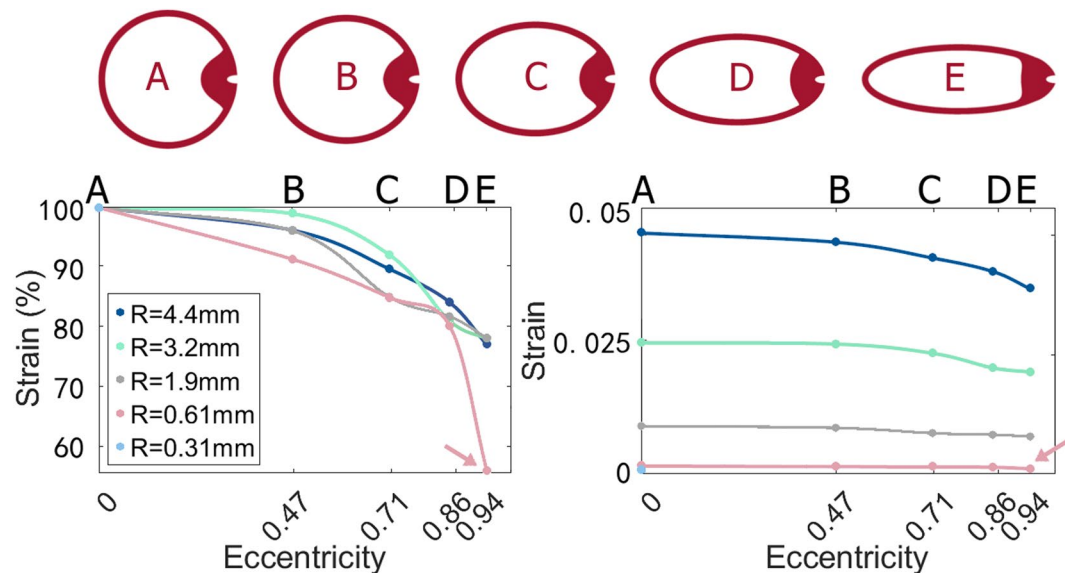 A B C D E
A B C D E
100
90
80
70
60
Strain (%)
R=4.4mm
R=3.2mm
R=1.9mm
R=0.61mm
R=0.31mm
0 0.47 0.71 0.86 0.94
Eccentricity
A B C D E
0.05
0.025
0
Strain
0 0.47 0.71 0.86 0.94
Eccentricity